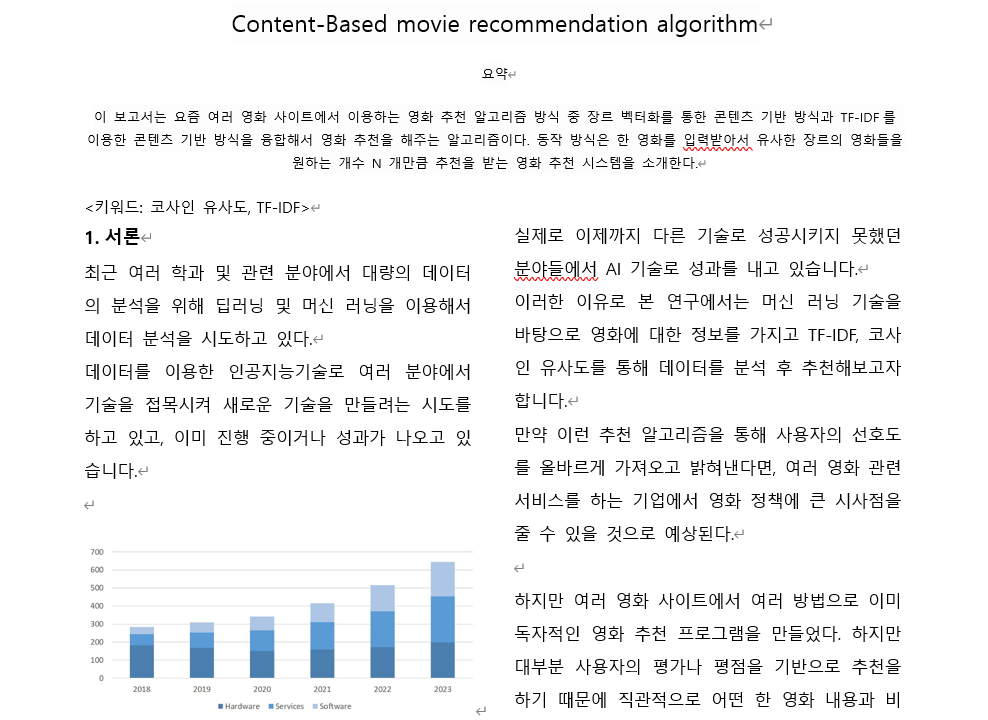 Content-Based movie recommendation algorithm
요약
이 보고서는 요즘 여러 영화 사이트에서 이용하는 영화 추천 알고리즘 방식 중 장르 벡터화를 통한 콘텐츠 기반 방식과 TF-IDF를
이용한 콘텐츠 기반 방식을 융합해서 영화 추천을 해주는 알고리즘이다. 동작 방식은 한 영화를 입력받아서 유사한 장르의 영화들을
원하는 개수 N 개만큼 추천을 받는 영화 추천 시스템을 소개한다.
<키워드: 코사인 유사도, TF-IDF>
1. 서론
최근 여러 학과 및 관련 분야에서 대량의 데이터
의 분석을 위해 딥러닝 및 머신 러닝을 이용해서
데이터 분석을 시도하고 있다.
데이터를 이용한 인공지능기술로 여러 분야에서
기술을 접목시켜 새로운 기술을 만들려는 시도를
하고 있고, 이미 진행 중이거나 성과가 나오고 있
습니다.
700
600
500
400
300
200
100
0
2018 2019 2020 2021 2022 2023
Hardware Services Software
실제로 이제까지 다른 기술로 성공시키지 못했던
분야들에서 AI 기술로 성과를 내고 있습니다.
이러한 이유로 본 연구에서는 머신 러닝 기술을
바탕으로 영화에 대한 정보를 가지고 TF-IDF, 코사
인 유사도를 통해 데이터를 분석 후 추천해보고자
합니다.
만약 이런 추천 알고리즘을 통해 사용자의 선호도
를 올바르게 가져오고 밝혀낸다면, 여러 영화 관련
서비스를 하는 기업에서 영화 정책에 큰 시사점을
줄 수 있을 것으로 예상된다.
하지만 여러 영화 사이트에서 여러 방법으로 이미
독자적인 영화 추천 프로그램을 만들었다. 하지만
대부분 사용자의 평가나 평점을 기반으로 추천을
하기 때문에 직관적으로 어떤 한 영화 내용과 비